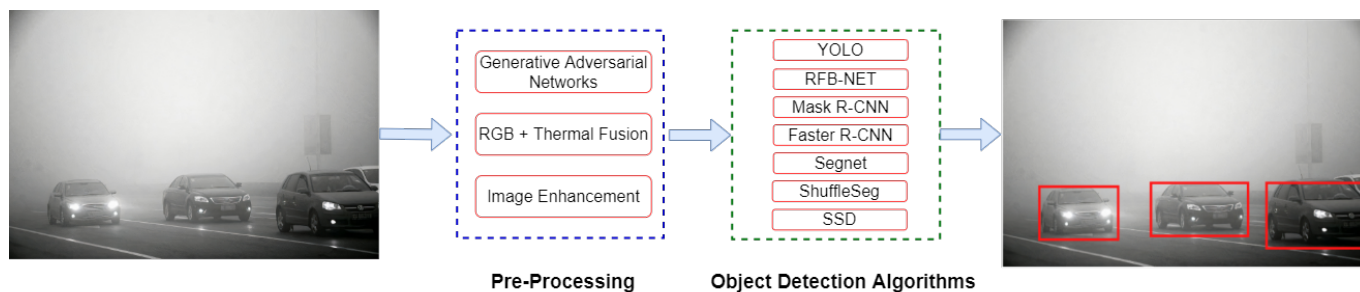 Generative Adversarial
Networks
RGB + Thermal Fusion
Image Enhancement
Pre-Processing
YOLO
RFB-NET
Mask R-CNN
Faster R-CNN
Segnet
ShuffleSeg
SSD
Object Detection Algorithms